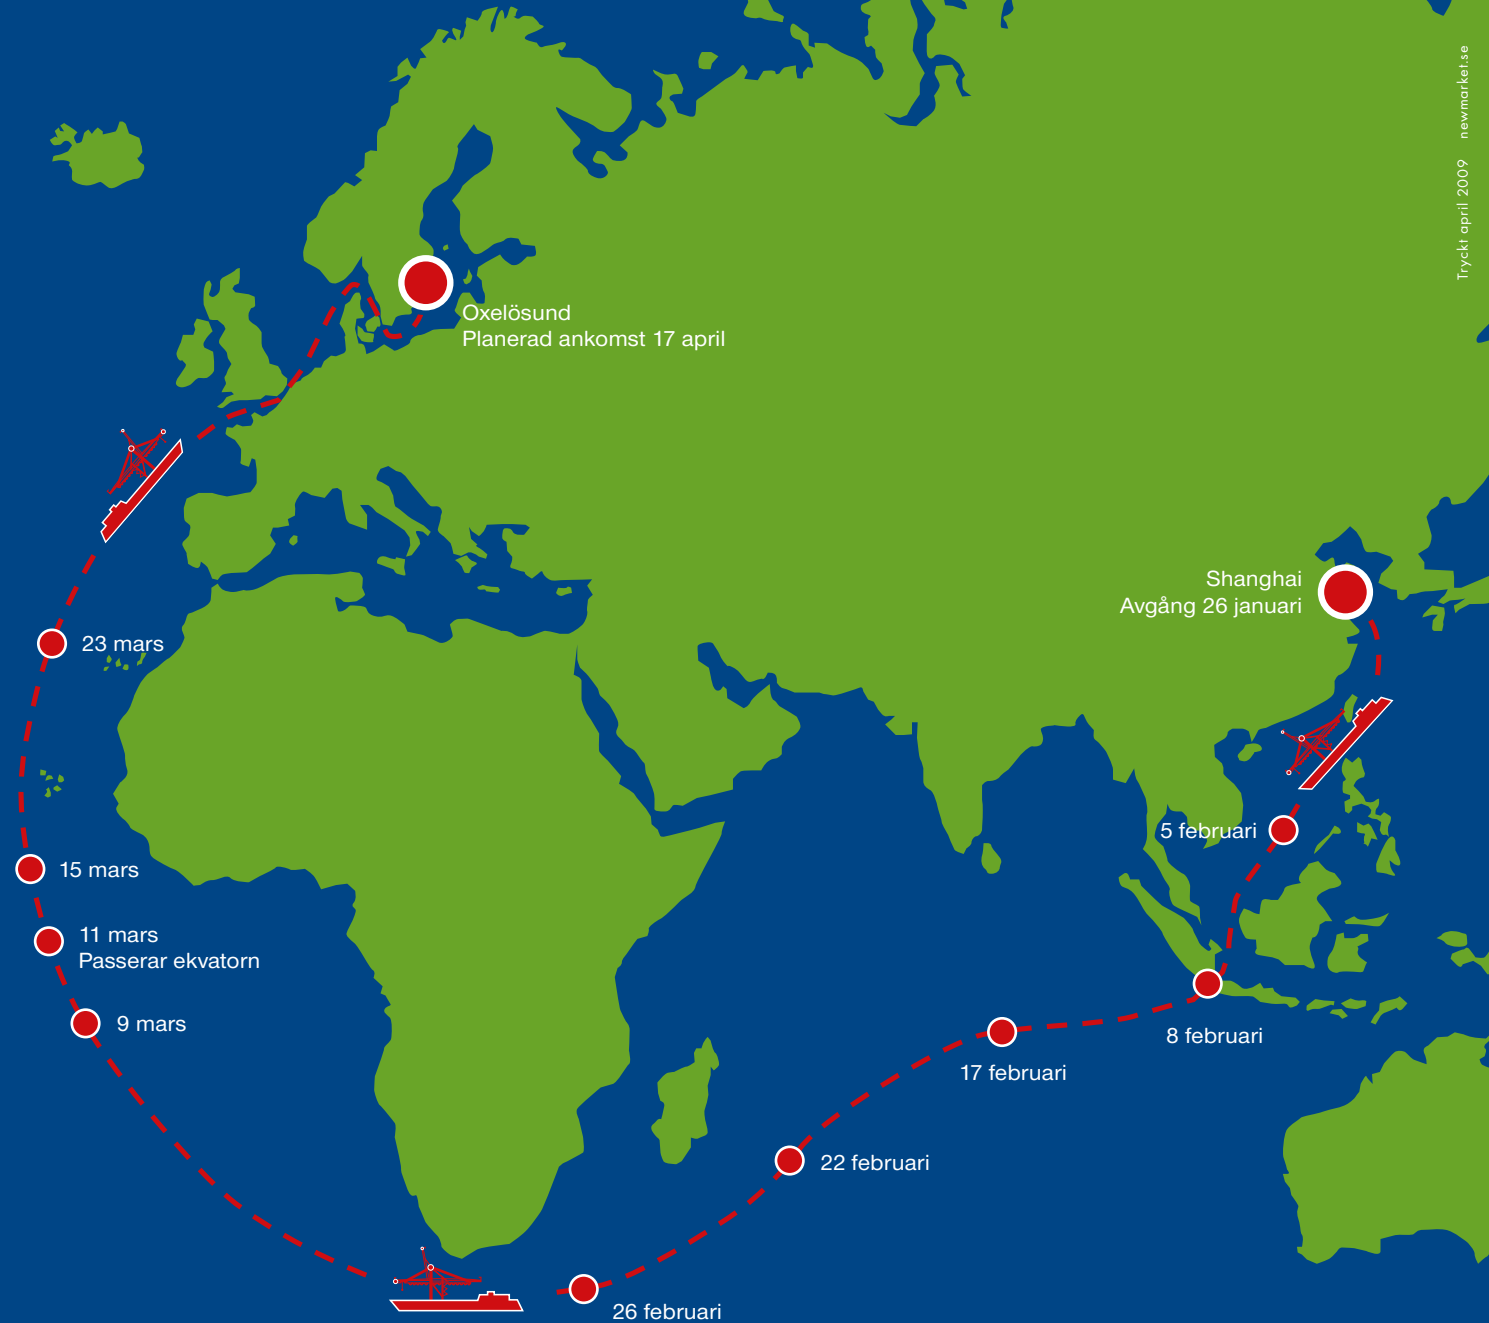 Tryckt april 2009 newmarket.se
Oxelösund
Planerad ankomst 17 april
Shanghai
Avgång 26 januari
23 mars
5 februari
15 mars
11 mars
Passerar ekvatorn
9 mars
8 februari
17 februari
22 februari
26 februari